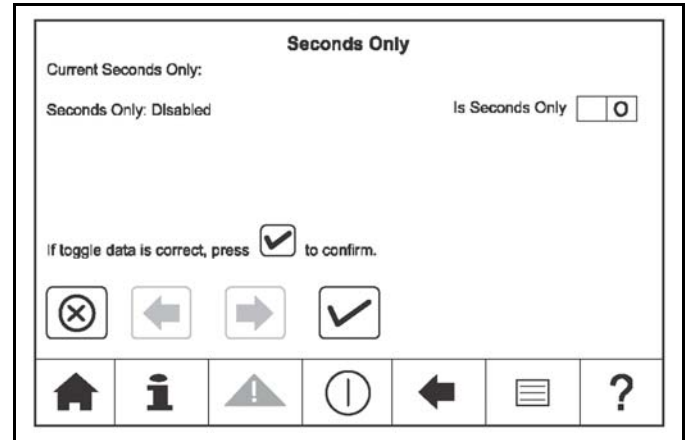 Seconds Only
Current Seconds Only:
Seconds Only: Disabled
Is Seconds Only
O
If toggle data is correct, press to confirm.
i
!
?